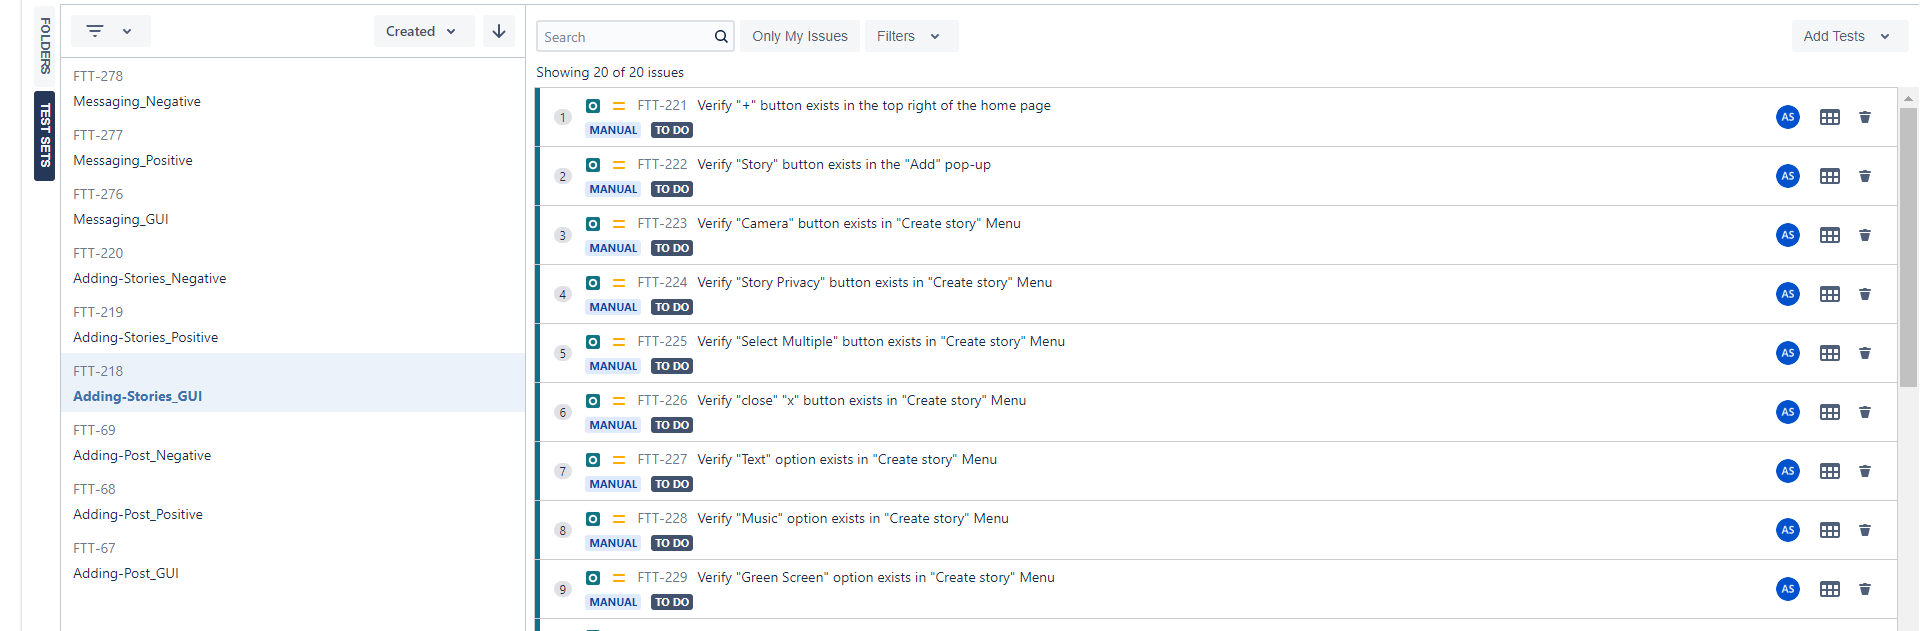 FOLDERS
TEST SETS
Created
FTT-278
Messaging_Negative
FTT-277
Messaging_Positive
FTT-276
Messaging_GUI
FTT-220
Adding-Stories_Negative
FTT-219
Adding-Stories_Positive
FTT-218
Adding-Stories_GUI
FTT-69
Adding-Post_Negative
FTT-68
Adding-Post_Positive
FTT-67
Adding-Post_GUI
Search Only My Issues Filters Add Tests
Showing 20 of 20 issues
1 FTT-221 Verify "+" button exists in the top right of the home page AS
MANUAL TO DO
2 FTT-222 Verify "Story" button exists in the "Add" pop-up AS
MANUAL TO DO
3 FTT-223 Verify "Camera" button exists in "Create story" Menu AS
MANUAL TO DO
4 FTT-224 Verify "Story Privacy" button exists in "Create story" Menu AS
MANUAL TO DO
5 FTT-225 Verify "Select Multiple" button exists in "Create story" Menu AS
MANUAL TO DO
6 FTT-226 Verify "close" "x" button exists in "Create story" Menu AS
MANUAL TO DO
7 FTT-227 Verify "Text" option exists in "Create story" Menu AS
MANUAL TO DO
8 FTT-228 Verify "Music" option exists in "Create story" Menu AS
MANUAL TO DO
9 FTT-229 Verify "Green Screen" option exists in "Create story" Menu AS
MANUAL TO DO